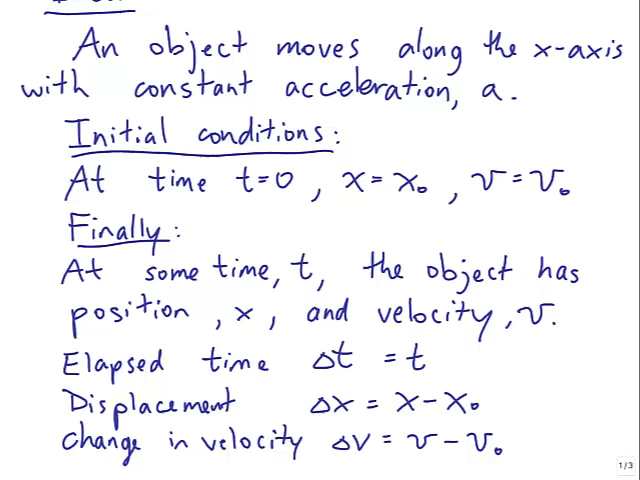 An object moves along the x-axis
with constant acceleration, a.
Initial conditions:
At time t=0, x=x₀, v=v₀
Finally:
At some time, t, the object has
position, x, and velocity, v.
Elapsed time Δt = t
Displacement Δx = x - x₀
Change in velocity Δv = v - v₀
1/3